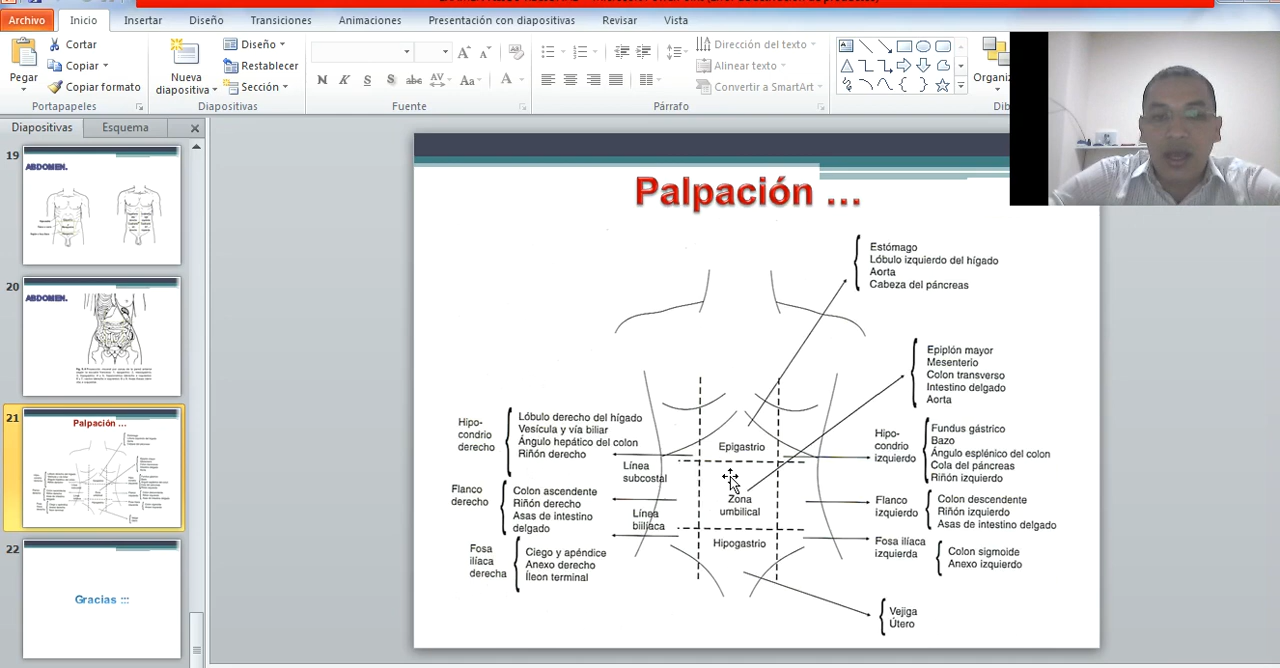 Archivo
Inicio
Insertar
Diseño
Transiciones
Animaciones
Presentación con diapositivas
Revisar
Vista
Pegar
Cortar
Copiar
Copiar formato
Portapapeles
Nueva
diapositiva
Diseño
Restablecer
Sección
Diapositivas
N K S S abc AV Aa A
Fuente
Dirección del texto
Alinear texto
Convertir a SmartArt
Párrafo
Organiz
Dib
Diapositivas
Esquema
19
ABDOMEN.
20
ABDOMEN.
21
Palpación ...
22
Gracias :::
Palpación ...
Estómago
Lóbulo izquierdo del hígado
Aorta
Cabeza del páncreas
Epiplón mayor
Mesenterio
Colon transverso
Intestino delgado
Aorta
Hipo-
condrio
derecho
Lóbulo derecho del hígado
Vesícula y vía biliar
Ángulo hepático del colon
Riñón derecho
Epigastrio
Hipo-
condrio
izquierdo
Fundus gástrico
Bazo
Ángulo esplénico del colon
Cola del páncreas
Riñón izquierdo
Línea
subcostal
Flanco
derecho
Colon ascendente
Riñón derecho
Asas de intestino
delgado
Línea
biilíaca
Zona
umbilical
Flanco
izquierdo
Colon descendente
Riñón izquierdo
Asas de intestino delgado
Fosa
ilíaca
derecha
Ciego y apéndice
Anexo derecho
Íleon terminal
Hipogastrio
Fosa ilíaca
izquierda
Colon sigmoide
Anexo izquierdo
Vejiga
Útero